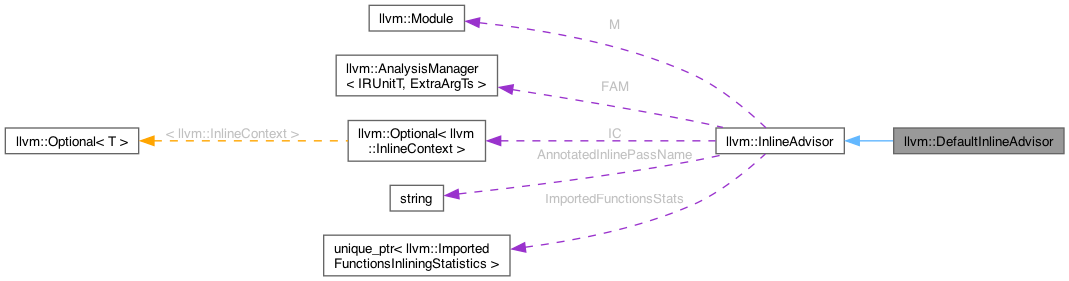 llvm::Module
M
llvm::AnalysisManager
< IRUnitT, ExtraArgTs >
FAM
llvm::Optional< T >
< llvm::InlineContext >
llvm::Optional< llvm
::InlineContext >
IC
llvm::InlineAdvisor
llvm::DefaultInlineAdvisor
AnnotatedInlinePassName
string
ImportedFunctionsStats
unique_ptr< llvm::Imported
FunctionsInliningStatistics >